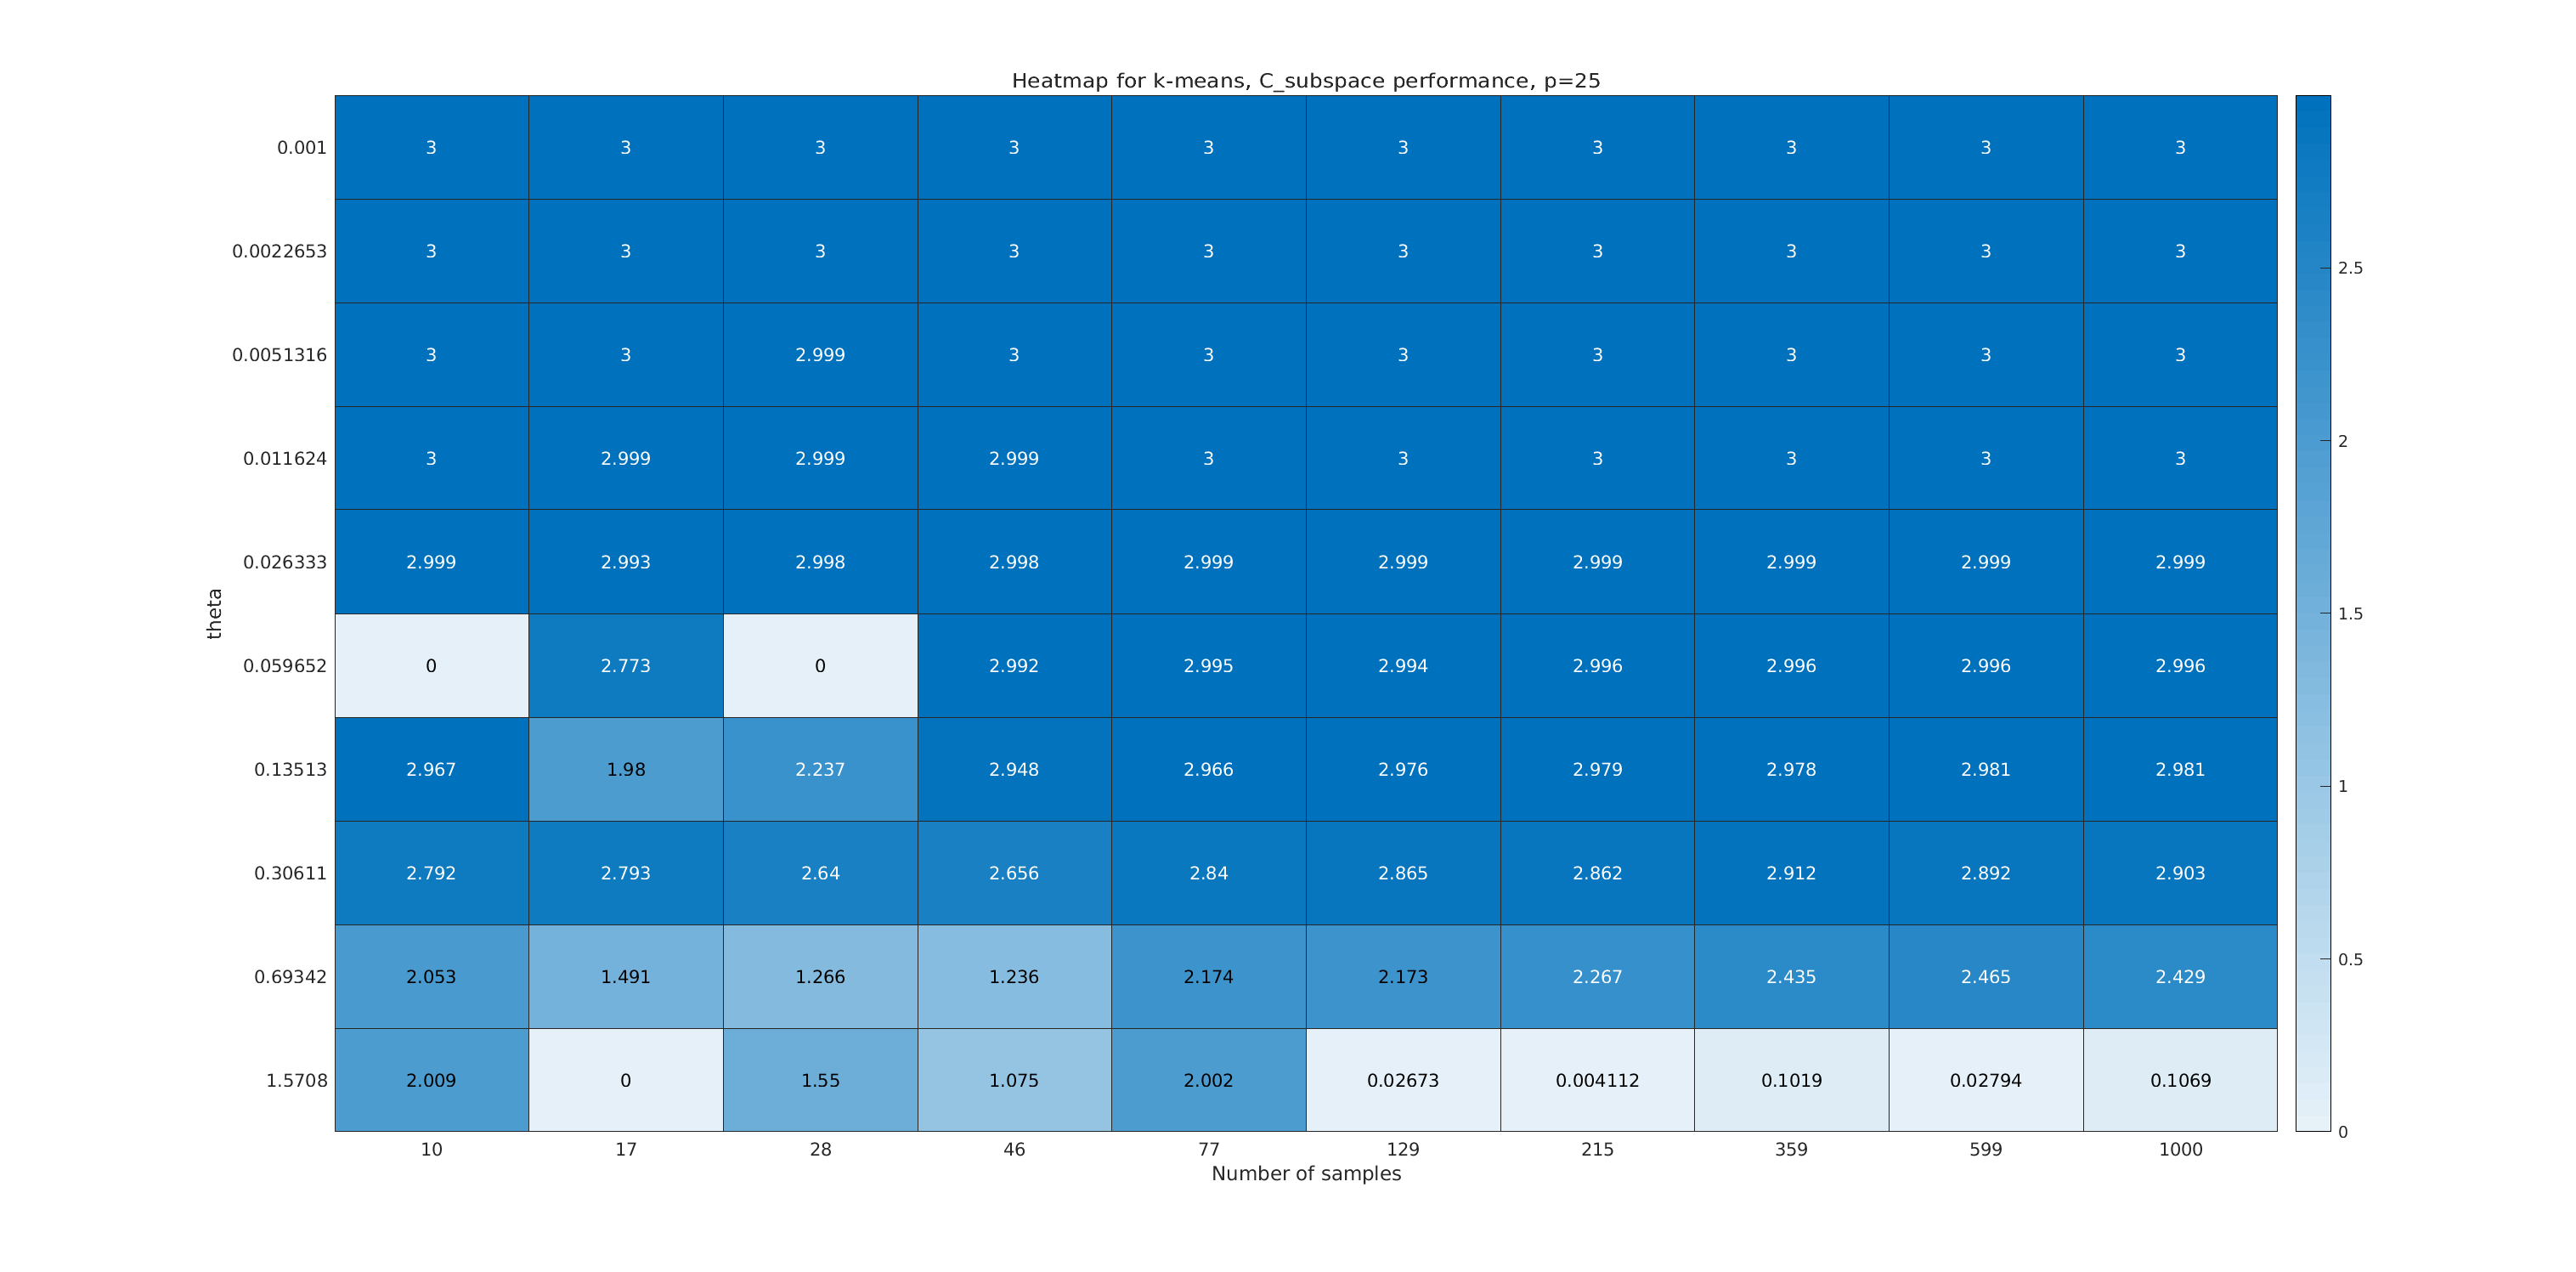 Heatmap for k-means, C_subspace performance, p=25
0.001 3 3 3 3 3 3 3 3 3 3
0.0022653 3 3 3 3 3 3 3 3 3 3
2.5
0.0051316 3 3 2.999 3 3 3 3 3 3 3
2
0.011624 3 2.999 2.999 2.999 3 3 3 3 3 3
0.026333 2.999 2.993 2.998 2.998 2.999 2.999 2.999 2.999 2.999 2.999
theta
1.5
0.059652 0 2.773 0 2.992 2.995 2.994 2.996 2.996 2.996 2.996
0.13513 2.967 1.98 2.237 2.948 2.966 2.976 2.979 2.978 2.981 2.981
1
0.30611 2.792 2.793 2.64 2.656 2.84 2.865 2.862 2.912 2.892 2.903
0.5
0.69342 2.053 1.491 1.266 1.236 2.174 2.173 2.267 2.435 2.465 2.429
1.5708 2.009 0 1.55 1.075 2.002 0.02673 0.004112 0.1019 0.02794 0.1069
0
10 17 28 46 77 129 215 359 599 1000
Number of samples